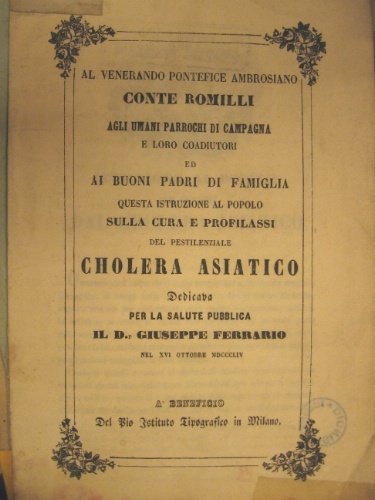 AL VENERANDO PONTEFICE AMBROSIANO
CONTE ROMILLI
AGLI UMANI PARROCHI DI CAMPAGNA
E LORO COADIUTORI
ED
AI BUONI PADRI DI FAMIGLIA
QUESTA ISTRUZIONE AL POPOLO
SULLA CURA E PROFILASSI
DEL PESTILENZIALE
CHOLERA ASIATICO
Dedicava
PER LA SALUTE PUBBLICA
IL D.r GIUSEPPE FERRARIO
NEL XVI OTTOBRE MDCCCLIV
A' BENEFICIO
Del Pio Istituto Tipografico in Milano.